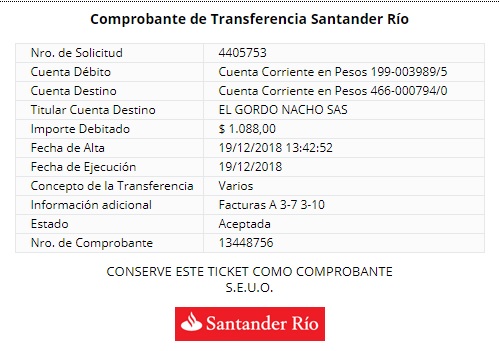 Comprobante de Transferencia Santander Río
Nro. de Solicitud 4405753
Cuenta Débito Cuenta Corriente en Pesos 199-003989/5
Cuenta Destino Cuenta Corriente en Pesos 466-000794/0
Titular Cuenta Destino EL GORDO NACHO SAS
Importe Debitado $ 1.088,00
Fecha de Alta 19/12/2018 13:42:52
Fecha de Ejecución 19/12/2018
Concepto de la Transferencia Varios
Información adicional Facturas A 3-7 3-10
Estado Aceptada
Nro. de Comprobante 13448756
CONSERVE ESTE TICKET COMO COMPROBANTE
S.E.U.O.
Santander Río